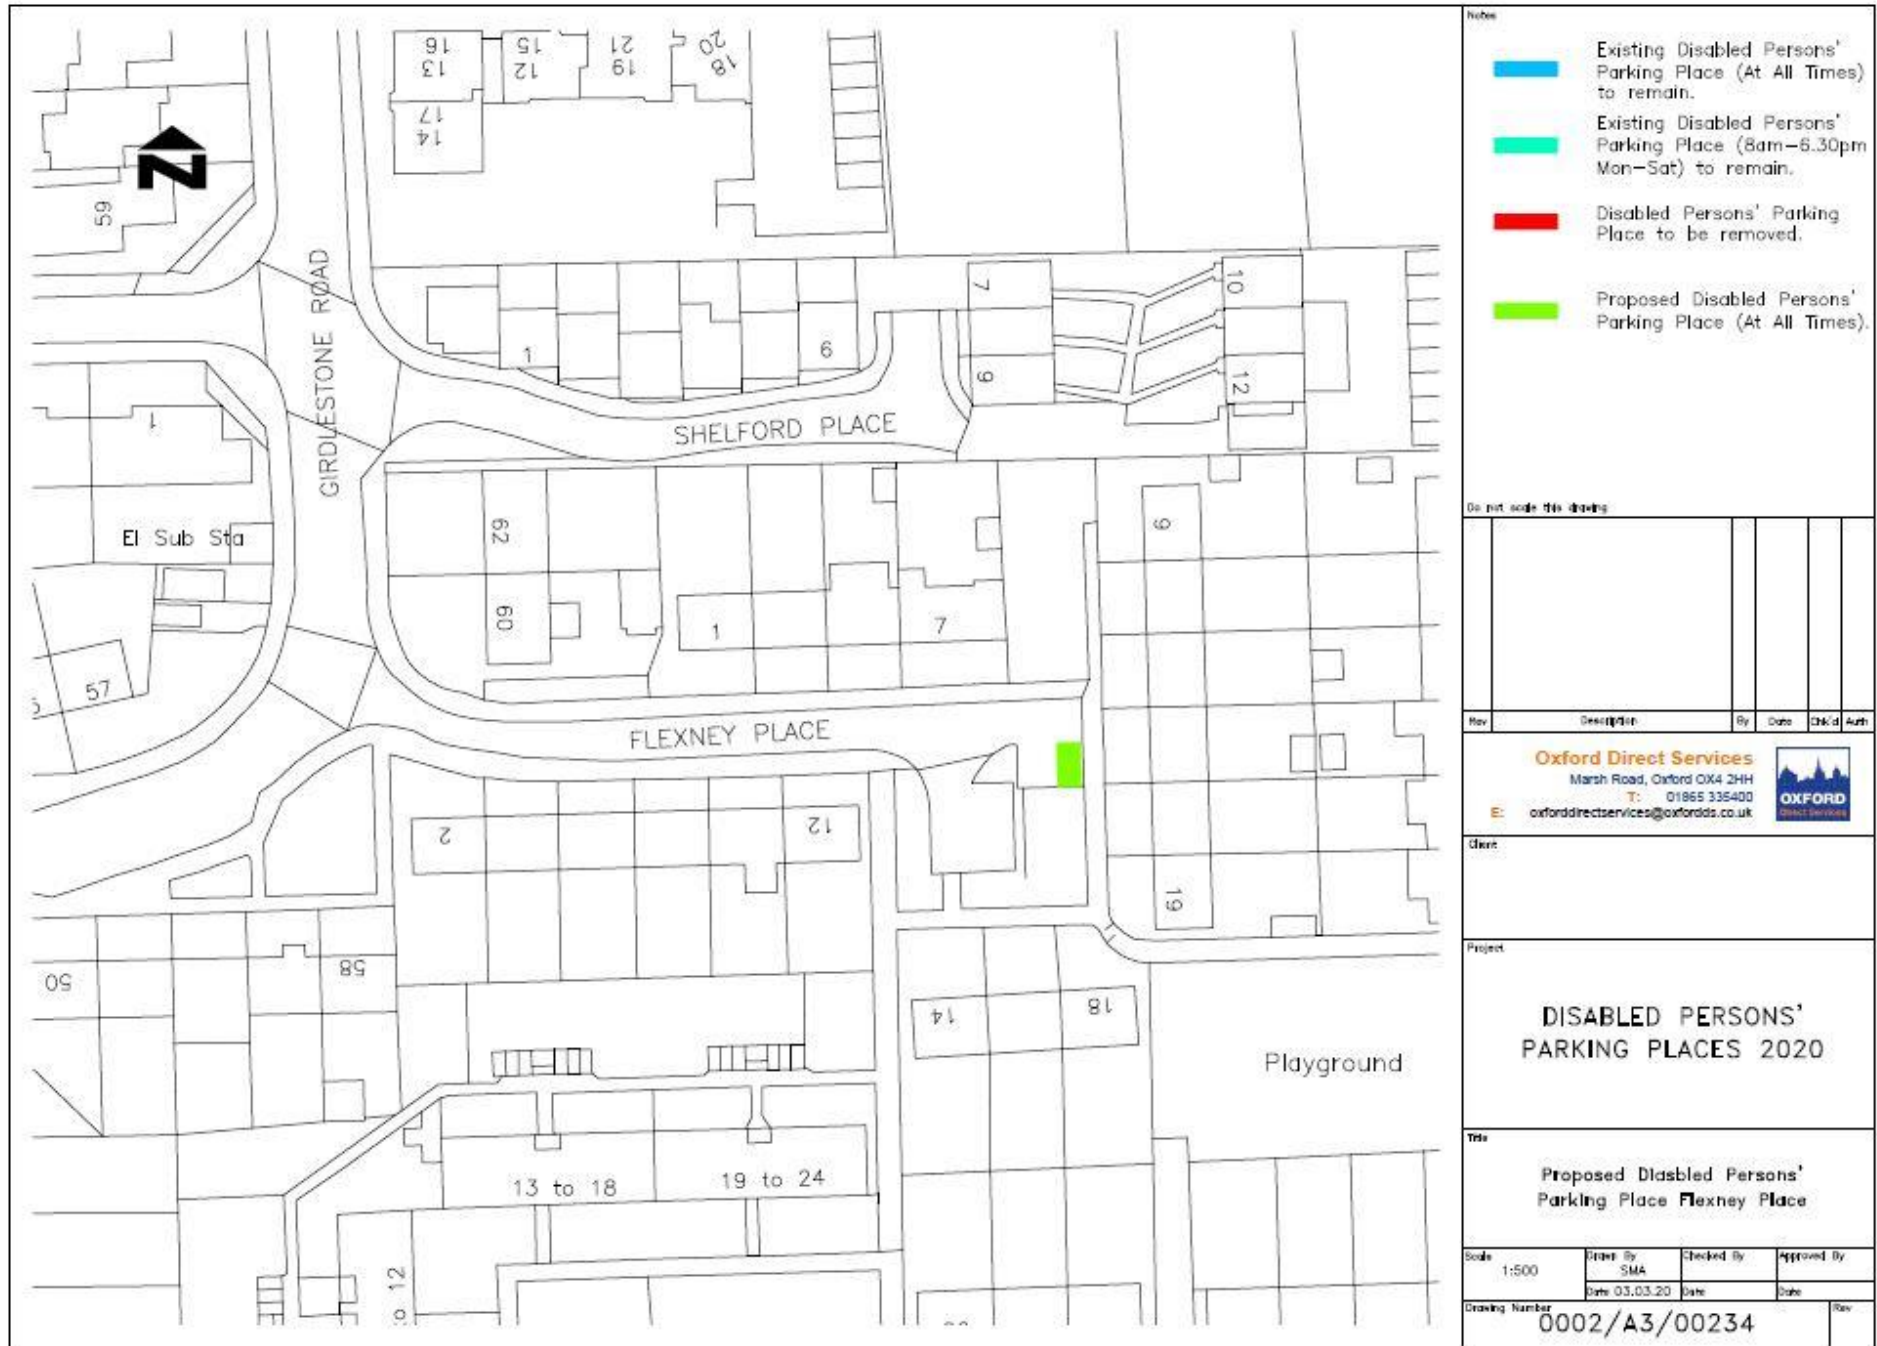 N
16
13
15
12
21
19
20
18
17
14
59
GIRDLESTONE ROAD
1
6
7
9
10
12
SHELFORD PLACE
1
El Sub Sta
62
60
1
7
9
57
FLEXNEY PLACE
2
12
19
50
58
14
18
Playground
13 to 18
19 to 24
12
Notes
Existing Disabled Persons'
Parking Place (At All Times)
to remain.
Existing Disabled Persons'
Parking Place (8am-6.30pm
Mon-Sat) to remain.
Disabled Persons' Parking
Place to be removed.
Proposed Disabled Persons'
Parking Place (At All Times).
Do not scale this drawing
Rev Description By Date Chk'd Auth
Oxford Direct Services
Marsh Road, Oxford OX4 2HH
T: 01865 335400
E: oxforddirectservices@oxfordds.co.uk
OXFORD
Direct Services
Client
Project
DISABLED PERSONS'
PARKING PLACES 2020
Title
Proposed Diasbled Persons'
Parking Place Flexney Place
Scale
1:500
Drawn By
SMA
Checked By
Approved By
Date 03.03.20
Date
Date
Drawing Number
0002/A3/00234
Rev